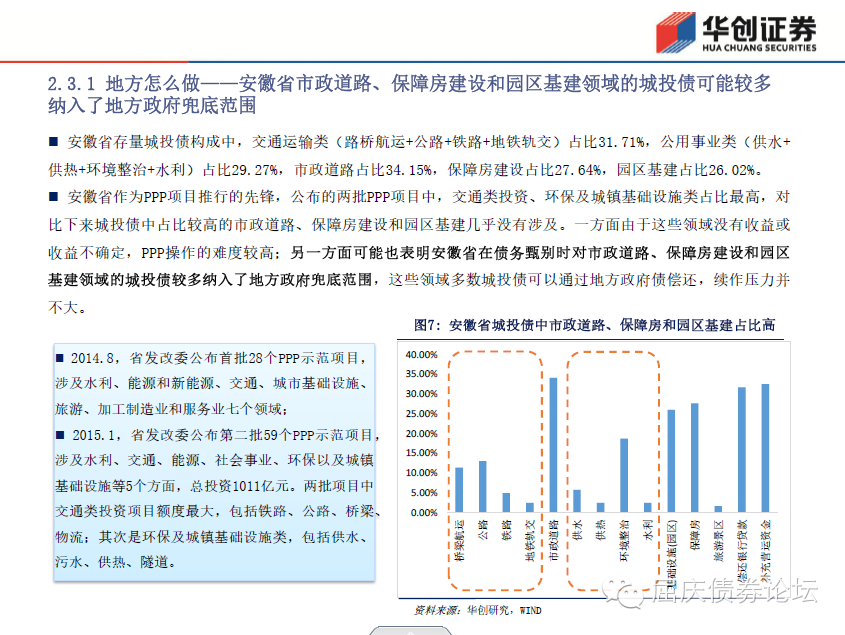 华创证券
HUA CHUANG SECURITIES
2.3.1 地方怎么做——安徽省市政道路、保障房建设和园区基建领域的城投债可能较多
纳入了地方政府兜底范围
■ 安徽省存量城投债构成中，交通运输类（路桥航运+公路+铁路+地铁轨交）占比31.71%，公用事业类（供水+
供热+环境整治+水利）占比29.27%，市政道路占比34.15%，保障房建设占比27.64%，园区基建占比26.02%。
■ 安徽省作为PPP项目推行的先锋，公布的两批PPP项目中，交通类投资、环保及城镇基础设施类占比最高，对
比下来城投债中占比较高的市政道路、保障房建设和园区基建几乎没有涉及。一方面由于这些领域没有收益或
收益不确定，PPP操作的难度较高；另一方面可能也表明安徽省在债务甄别时对市政道路、保障房建设和园区
基建领域的城投债较多纳入了地方政府兜底范围，这些领域多数城投债可以通过地方政府债偿还，续作压力并
不大。
■ 2014.8，省发改委公布首批28个PPP示范项目，
涉及水利、能源和新能源、交通、城市基础设施、
旅游、加工制造业和服务业七个领域；
■ 2015.1，省发改委公布第二批59个PPP示范项目，
涉及水利、交通、能源、社会事业、环保以及城镇
基础设施等5个方面，总投资1011亿元。两批项目中
交通类投资项目额度最大，包括铁路、公路、桥梁、
物流；其次是环保及城镇基础设施类，包括供水、
污水、供热、隧道。
图7：安徽省城投债中市政道路、保障房和园区基建占比高
40.00%
35.00%
30.00%
25.00%
20.00%
15.00%
10.00%
5.00%
0.00%
桥梁航运
公路
铁路
地铁轨交
市政道路
供水
供热
环境整治
水利
基础设施(园区)
保障房
旅游景区
偿还银行贷款
补充营运资金
资料来源：华创研究，WIND
屈庆债券论坛